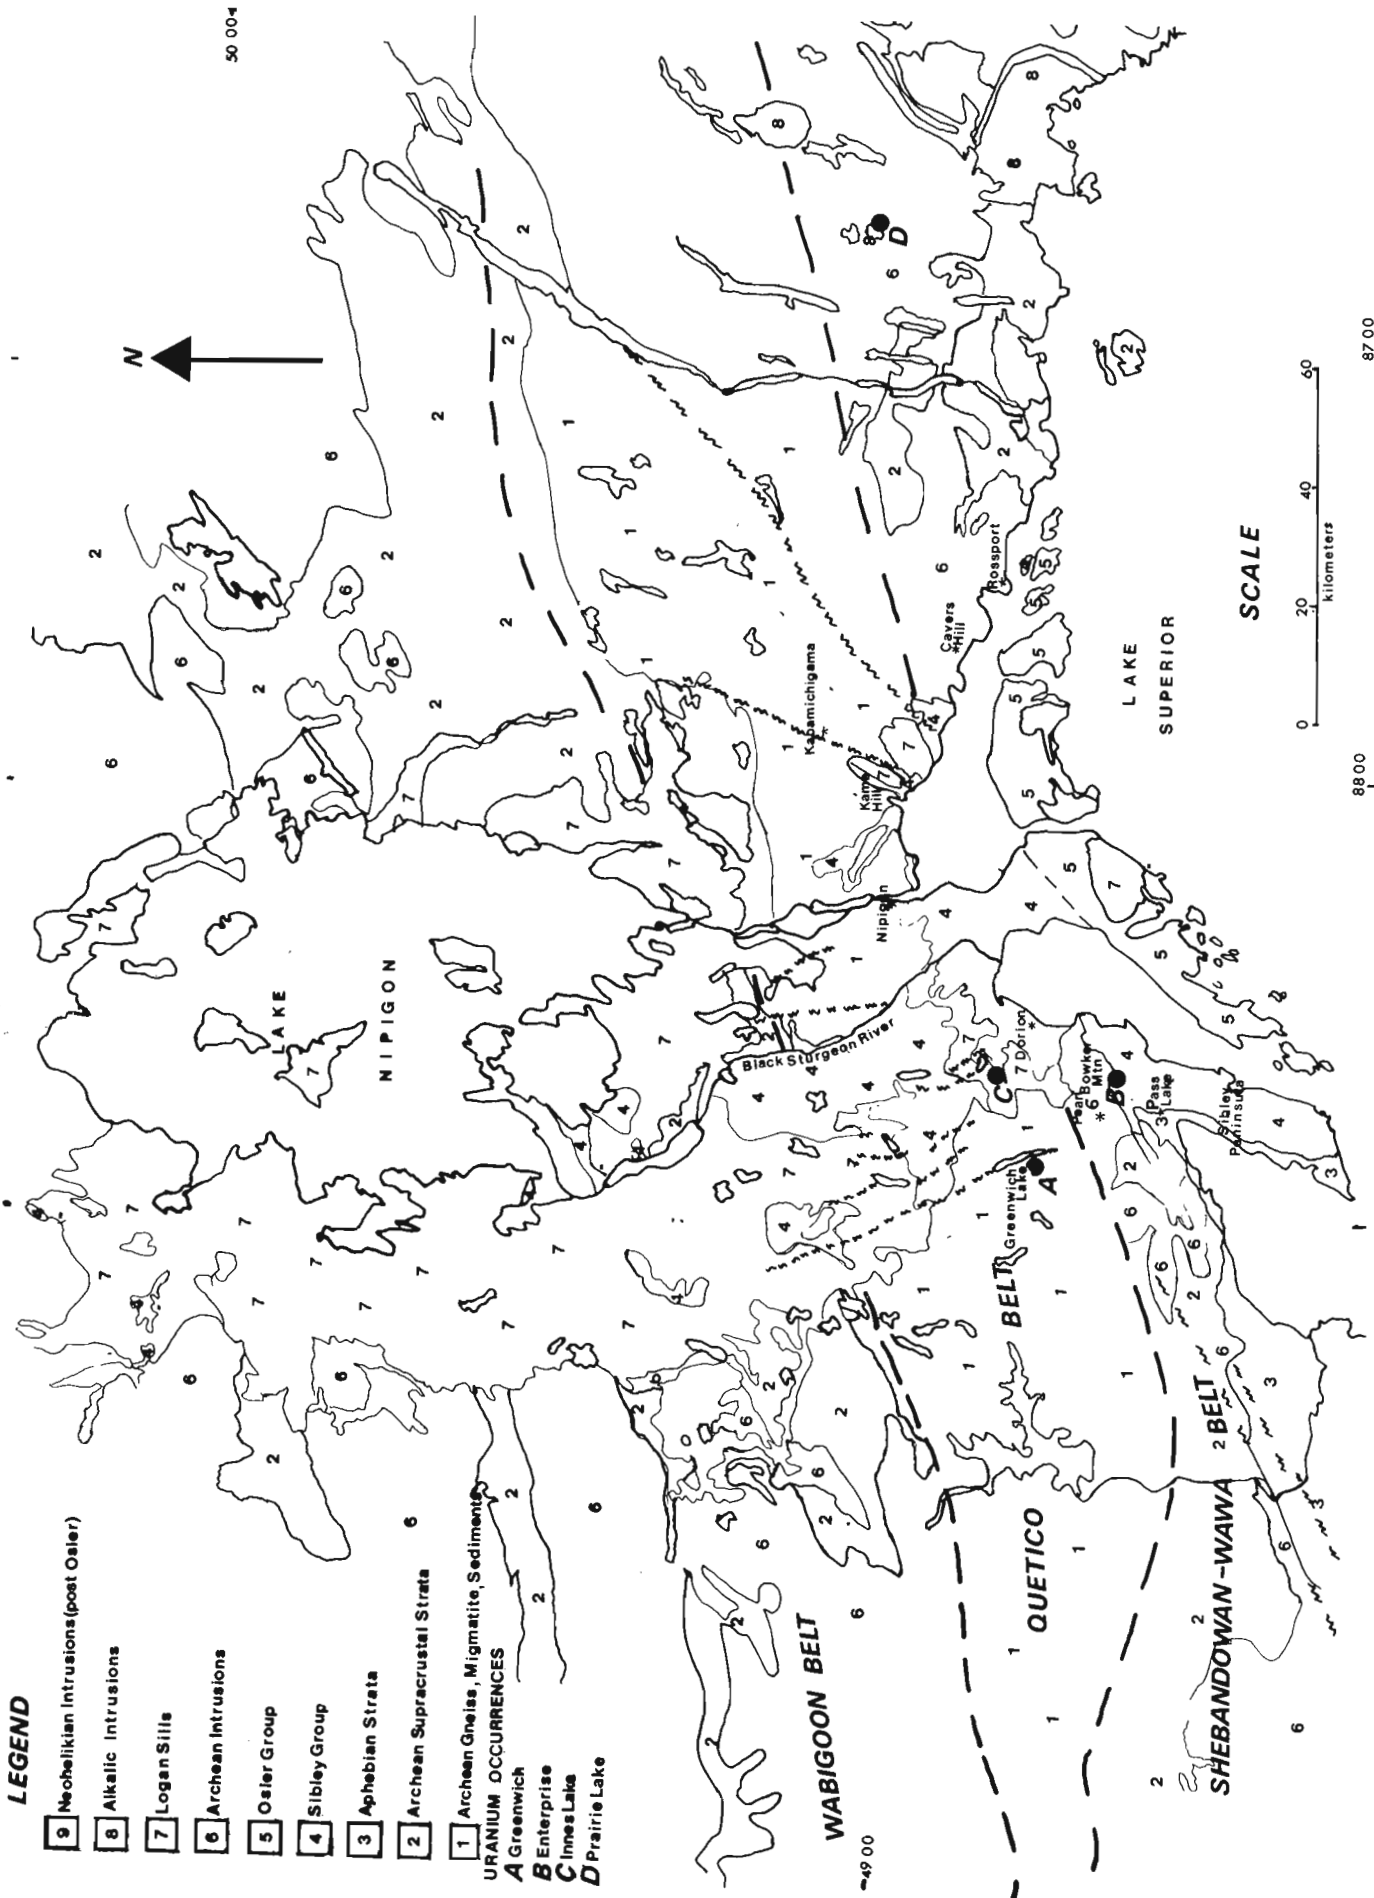 LEGEND
9 Neohelikian Intrusions (post Osler)
8 Alkalic Intrusions
7 Logan Sills
6 Archean Intrusions
5 Osler Group
4 Sibley Group
3 Aphebian Strata
2 Archean Supracrustal Strata
1 Archean Gneiss, Migmatite, Sediments
URANIUM OCCURRENCES
A Greenwich
B Enterprise
C Innes Lake
D Prairie Lake
N
50 00
49 00
88 00
87 00
LAKE
NIPIGON
Black Sturgeon River
Nipigon
Kama
Hill
Kabamichigama
Cavers
Hill
Rossport
Dorion
Pearl
Bowker
Mtn
Pass
Lake
Sibley
Peninsula
Greenwich
Lake
A
B
C
D
WABIGOON BELT
QUETICO BELT
SHEBANDOWAN-WAWA BELT
LAKE
SUPERIOR
SCALE
0 20 40 60
kilometers